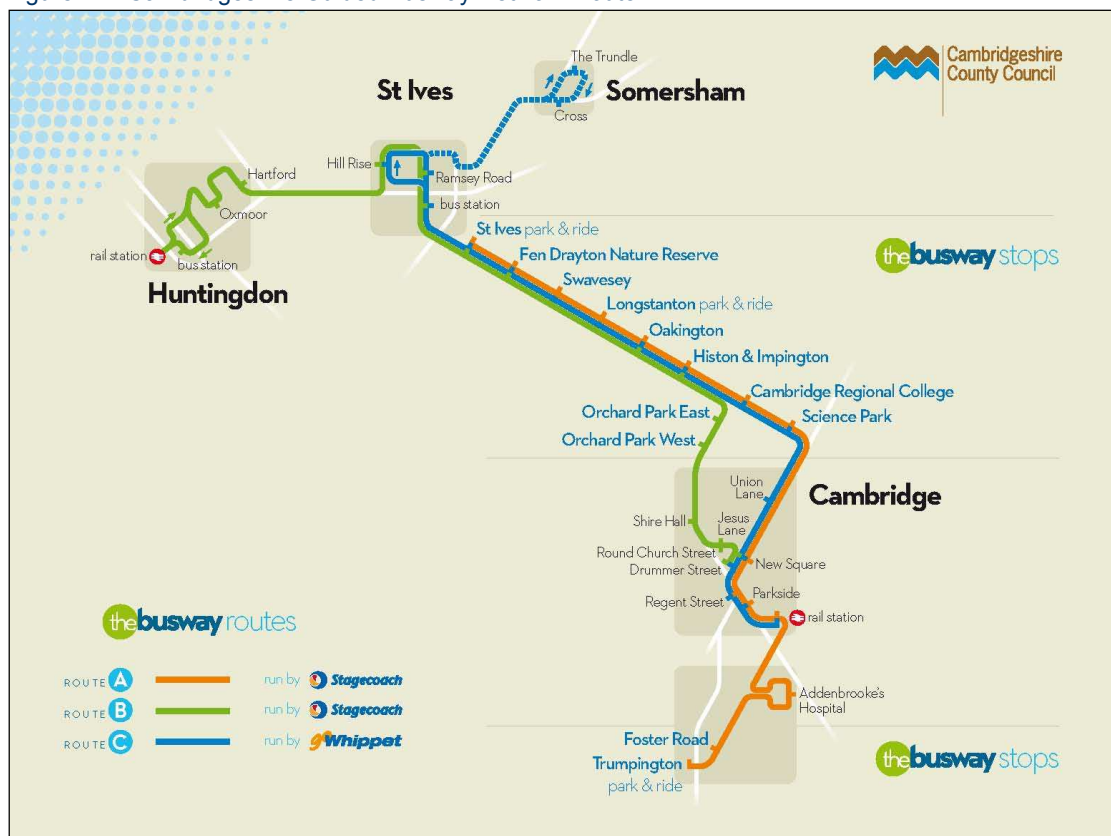 The Trundle
Cambridgeshire
County Council
St Ives
Somersham
Cross
Hill Rise
Ramsey Road
Hartford
Oxmoor
bus station
rail station
bus station
Huntingdon
St Ives park & ride
Fen Drayton Nature Reserve
the busway stops
Swavesey
Longstanton park & ride
Oakington
Histon & Impington
Cambridge Regional College
Orchard Park East
Science Park
Orchard Park West
Union
Lane
Cambridge
Shire Hall
Jesus
Lane
Round Church Street
Drummer Street
New Square
Regent Street
Parkside
rail station
the busway routes
ROUTE A run by Stagecoach
ROUTE B run by Stagecoach
ROUTE C run by go Whippet
Addenbrooke's
Hospital
Foster Road
Trumpington
park & ride
the busway stops